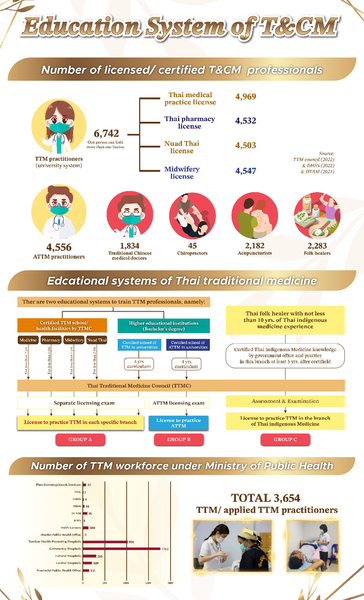 Education System of T&CM
Number of licensed/ certified T&CM professionals
Thai medical
practice license
4,969
Thai pharmacy
license
4,532
6,742
One person can hold
more than one license
Nuad Thai
license
4,503
Midwifery
license
4,547
TTM practitioners
(university system)
Source:
TTM council (2022)
& DHSS (2022)
& DTAM (2021)
4,556
ATTM practitioners
1,834
Traditional Chinese
medical doctors
45
Chiropractors
2,182
Acupuncturists
2,283
Folk healers
Edcational systems of Thai traditional medicine
Ther are two educational systems to train TTM professionals, namely:
Certified TTM school/
health Institues by TTMC
Higher educational institutions
(Bachelor's degree)
Medicine
Pharmacy
Midwifery
Nuad Thai
Certified school of
TTM in universities
Certified school of
ATTM in universities
4 yrs
curriculum
4 yrs
curriculum
Thai Traditional Medicine Council (TTMC)
Separate licensing exam
ATTM licensing exam
License to practice TTM in each specific branch
License to practice
ATTM
GROUP A
GROUP B
Thai folk healer with not less
than 10 yrs. of Thai indigenous
medicine experience
Certified Thai Indigenous Medicine knowledge
by government office and practice
in this branch at least 5 yrs. after certified
Assessment & Examination
License to practice TTM in the branch
of Thai Indigenous Medicine
GROUP C
Number of TTM workforce under Ministry of Public Health
TOTAL 3,654
TTM/ applied TTM practitioners